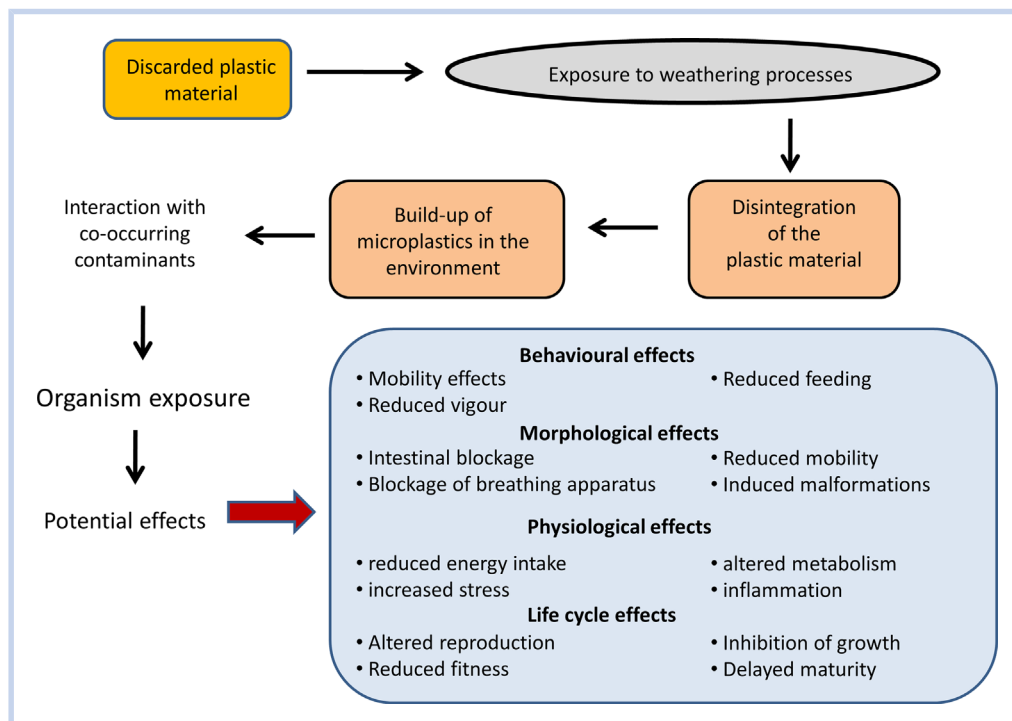 Discarded plastic
material
Exposure to weathering processes
Disintegration
of the
plastic material
Build-up of
microplastics in the
environment
Interaction with
co-occurring
contaminants
Organism exposure
Potential effects
Behavioural effects
• Mobility effects
• Reduced feeding
• Reduced vigour
Morphological effects
• Intestinal blockage
• Reduced mobility
• Blockage of breathing apparatus
• Induced malformations
Physiological effects
• reduced energy intake
• altered metabolism
• increased stress
• inflammation
Life cycle effects
• Altered reproduction
• Inhibition of growth
• Reduced fitness
• Delayed maturity